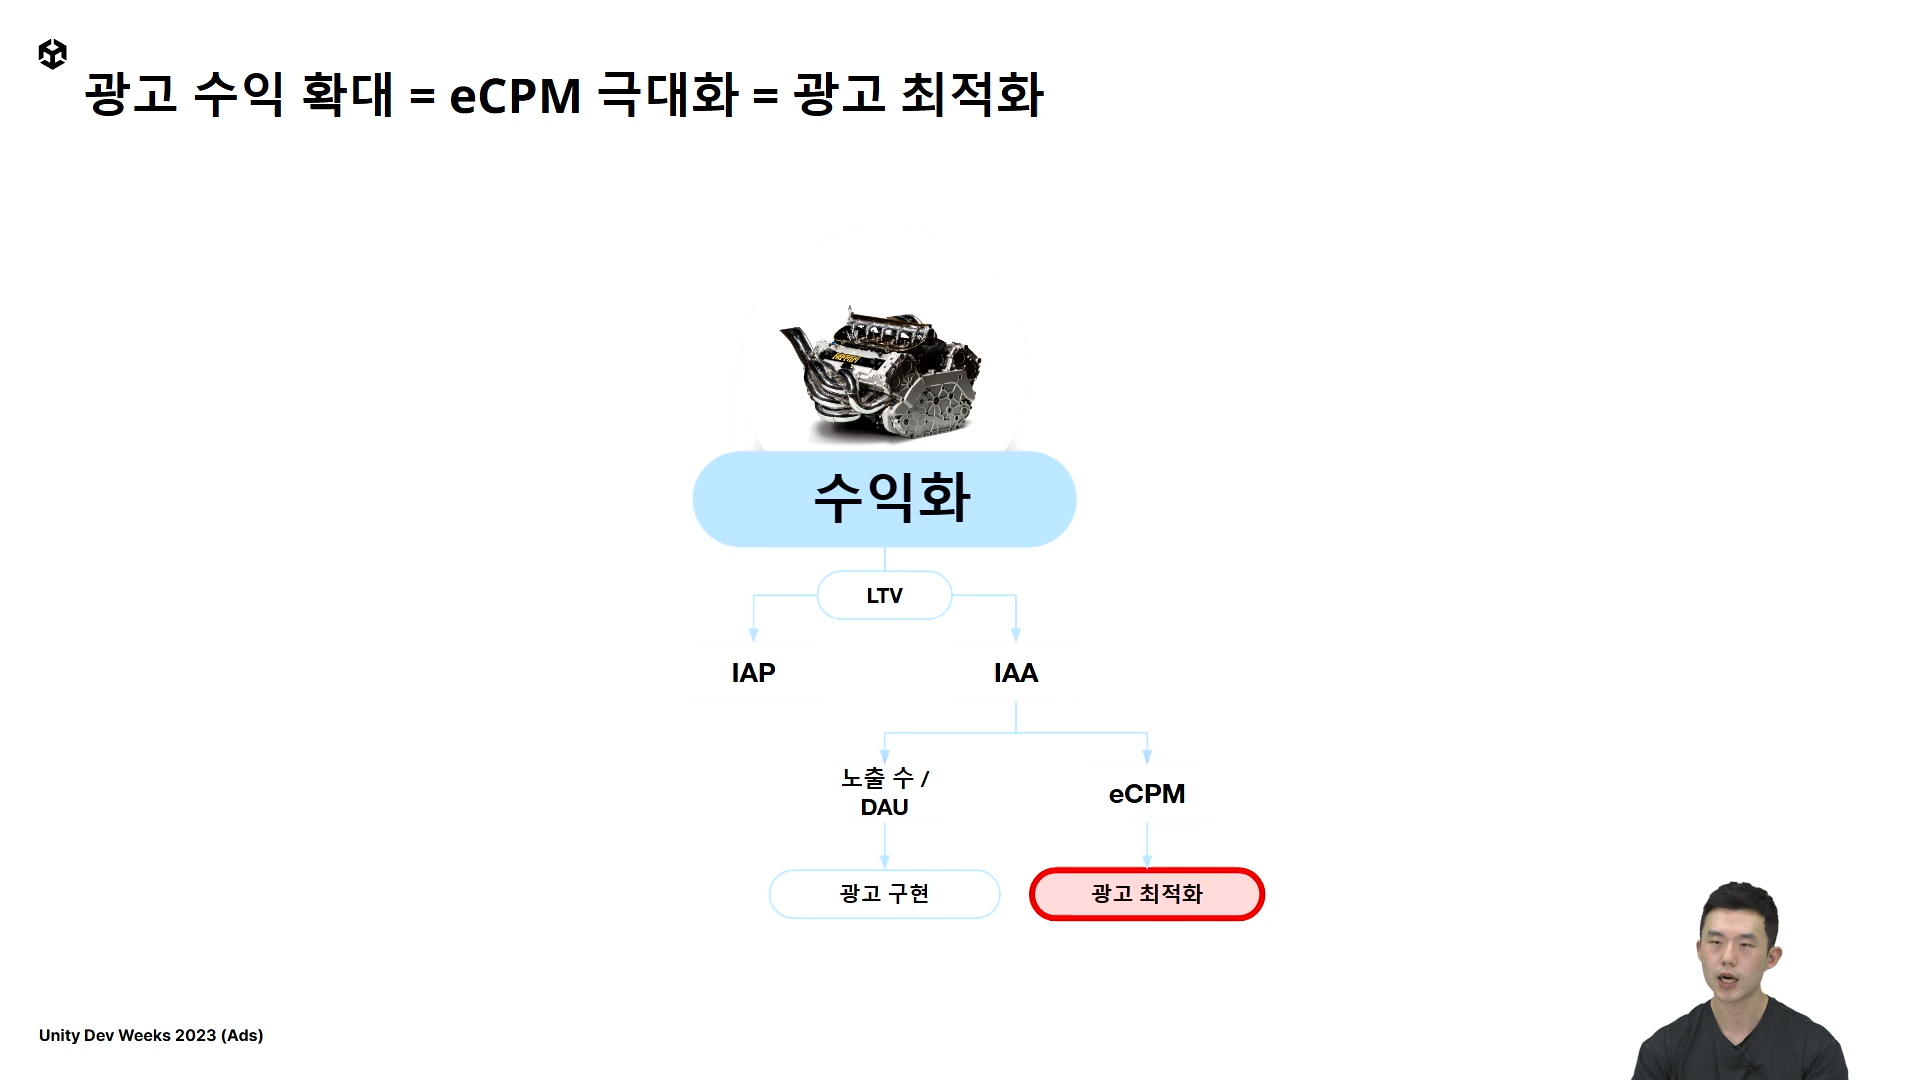 광고 수익 확대 = eCPM 극대화 = 광고 최적화
수익화
LTV
IAP
IAA
노출 수 /
DAU
eCPM
광고 구현
광고 최적화
Unity Dev Weeks 2023 (Ads)